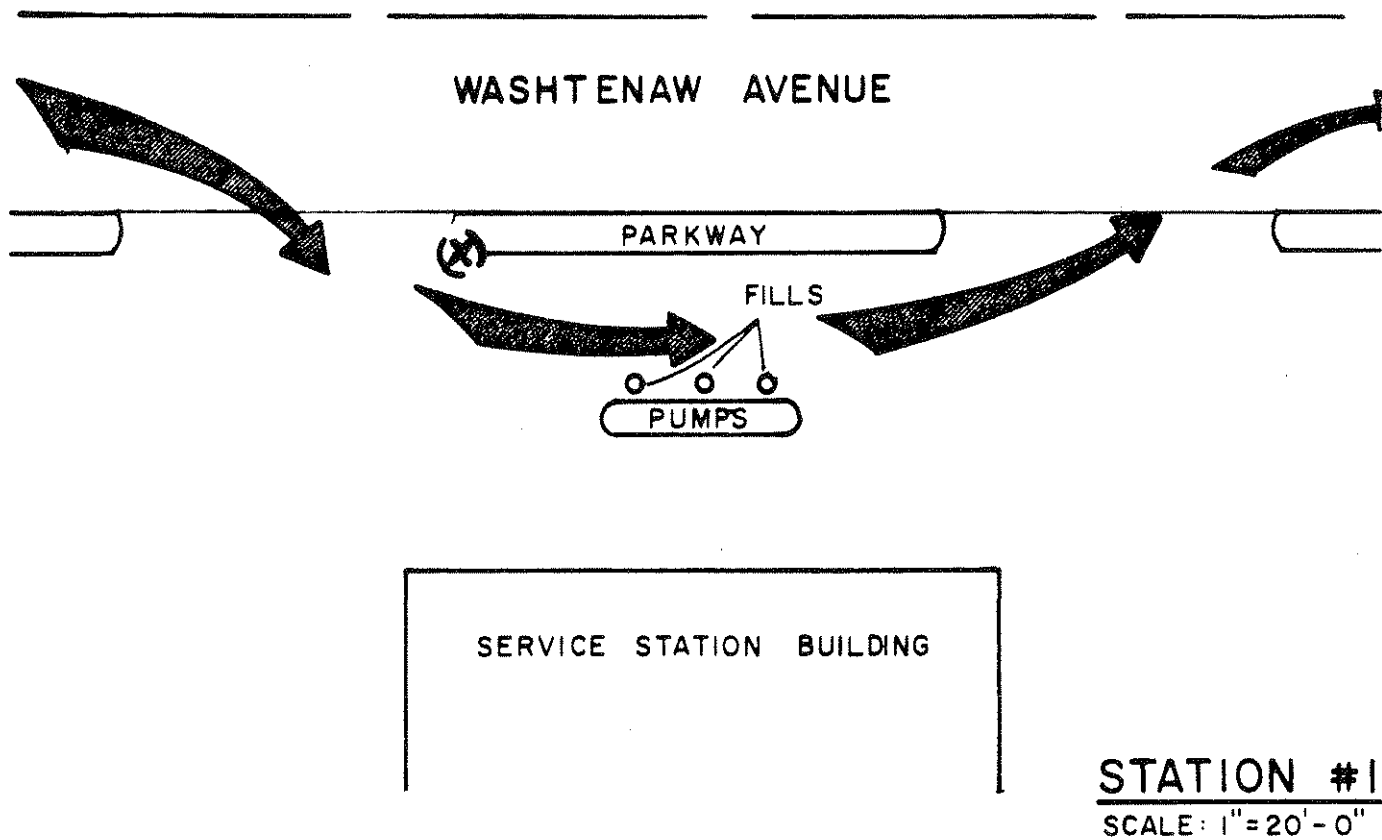 WASHTENAW AVENUE
PARKWAY
(X)
FILLS
PUMPS
SERVICE STATION BUILDING
STATION #1
SCALE: 1"=20'-0"